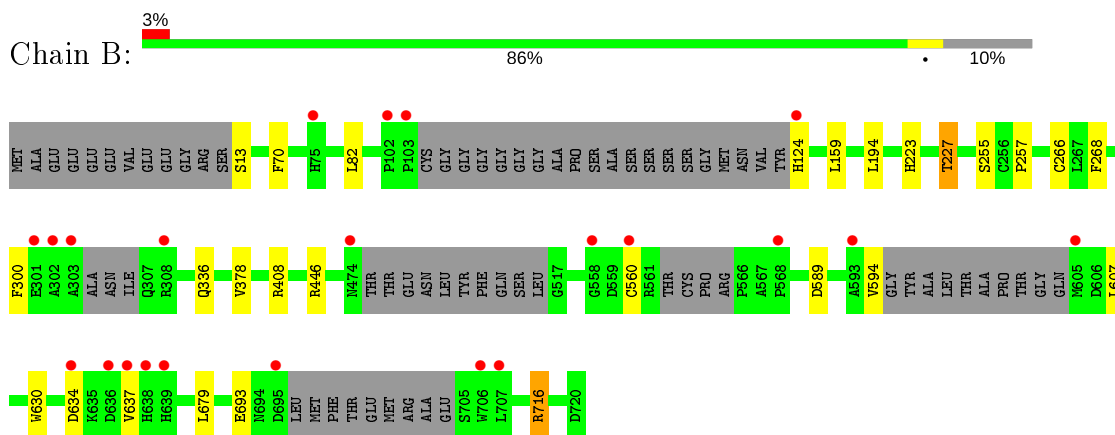 3%
Chain B:
86%
•
10%
MET ALA GLU GLU GLU GLU VAL GLU GLU GLY ARG SER S13 F70 H75 L82 P102 P103 CYS GLY GLY GLY GLY GLY GLY ALA PRO SER ALA SER SER SER SER GLY MET ASN VAL TYR H124 L159 L194 H223 T227 S255 C256 P257 C266 L267 F268
F300 E301 A302 A303 ALA ASN ILE Q307 R308 Q336 V378 R408 R446 N474 THR THR GLU ASN LEU TYR PHE GLN SER LEU G517 G558 D559 C560 R561 THR CYS PRO ARG P566 A567 P568 D589 A593 V594 GLY TYR ALA LEU THR ALA PRO THR GLY GLN M605 D606 L607
W630 D634 K635 D636 V637 H638 H639 L679 E693 N694 D695 LEU MET PHE THR GLU MET ARG ALA GLU S705 W706 L707 R716 D720